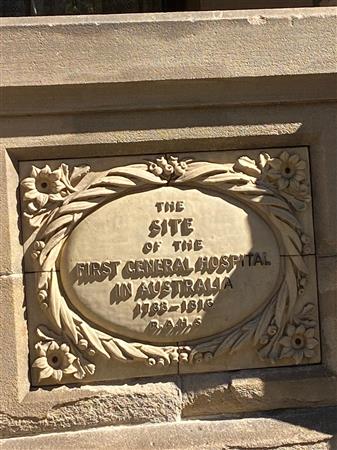 THE
SITE
OF THE
FIRST GENERAL HOSPITAL
IN AUSTRALIA
1788-1816
R.A.H.S